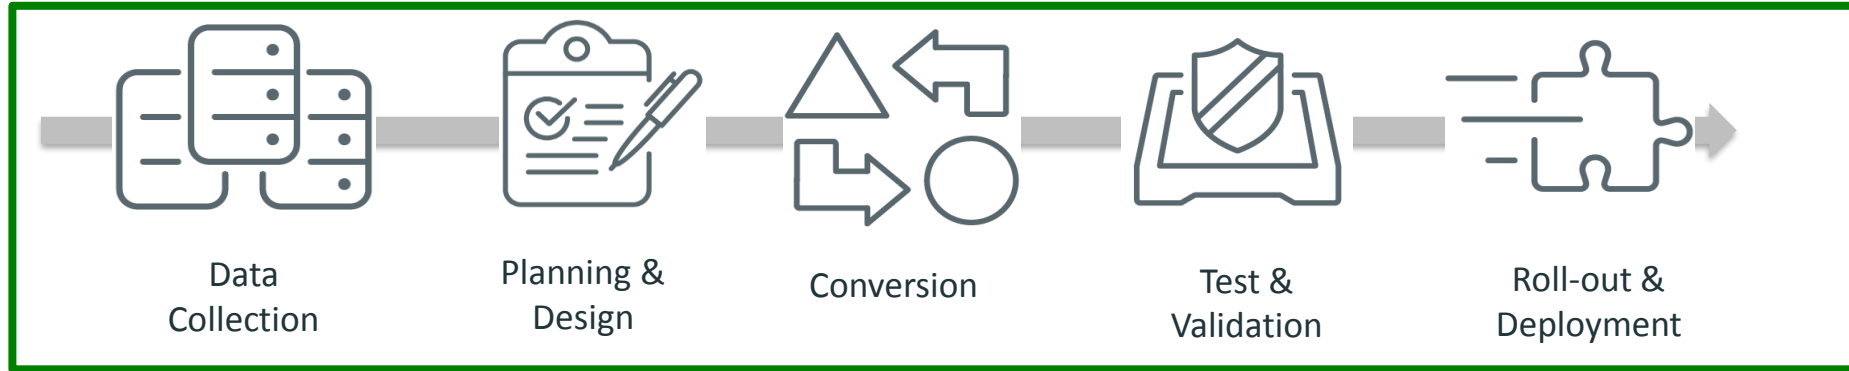 Data
Collection
Planning &
Design
Conversion
Test &
Validation
Roll-out &
Deployment